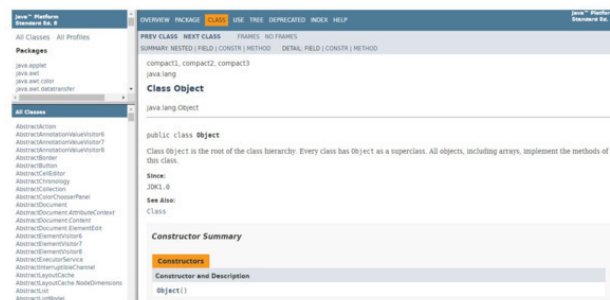 Java™ Platform
Standard Ed. 8
All Classes All Profiles
Packages
java.applet
java.awt
java.awt.color
java.awt.datatransfer
All Classes
AbstractAction
AbstractAnnotationValueVisitor6
AbstractAnnotationValueVisitor7
AbstractAnnotationValueVisitor8
AbstractBorder
AbstractButton
AbstractCellEditor
AbstractChronology
AbstractCollection
AbstractColorChooserPanel
AbstractDocument
AbstractDocument.AttributeContext
AbstractDocument.Content
AbstractDocument.ElementEdit
AbstractElementVisitor6
AbstractElementVisitor7
AbstractElementVisitor8
AbstractExecutorService
AbstractInterruptibleChannel
AbstractLayoutCache
AbstractLayoutCache.NodeDimensions
AbstractList
AbstractListModel
OVERVIEW PACKAGE CLASS USE TREE DEPRECATED INDEX HELP
Java™ Platfor
Standard Ed. 8
PREV CLASS NEXT CLASS FRAMES NO FRAMES
SUMMARY: NESTED | FIELD | CONSTR | METHOD DETAIL: FIELD | CONSTR | METHOD
compact1, compact2, compact3
java.lang
Class Object
java.lang.Object
public class Object
Class Object is the root of the class hierarchy. Every class has Object as a superclass. All objects, including arrays, implement the methods of
this class.
Since:
JDK1.0
See Also:
Class
Constructor Summary
Constructors
Constructor and Description
Object()